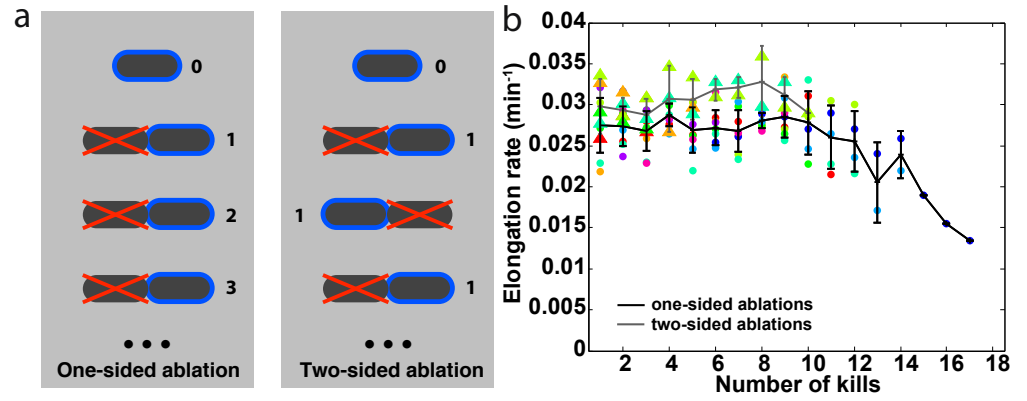 a
0
1
2
3
One-sided ablation
0
1
1
1
Two-sided ablation
b
Elongation rate (min⁻¹)
0.04
0.035
0.03
0.025
0.02
0.015
0.01
0.005
0
one-sided ablations
two-sided ablations
2 4 6 8 10 12 14 16 18
Number of kills